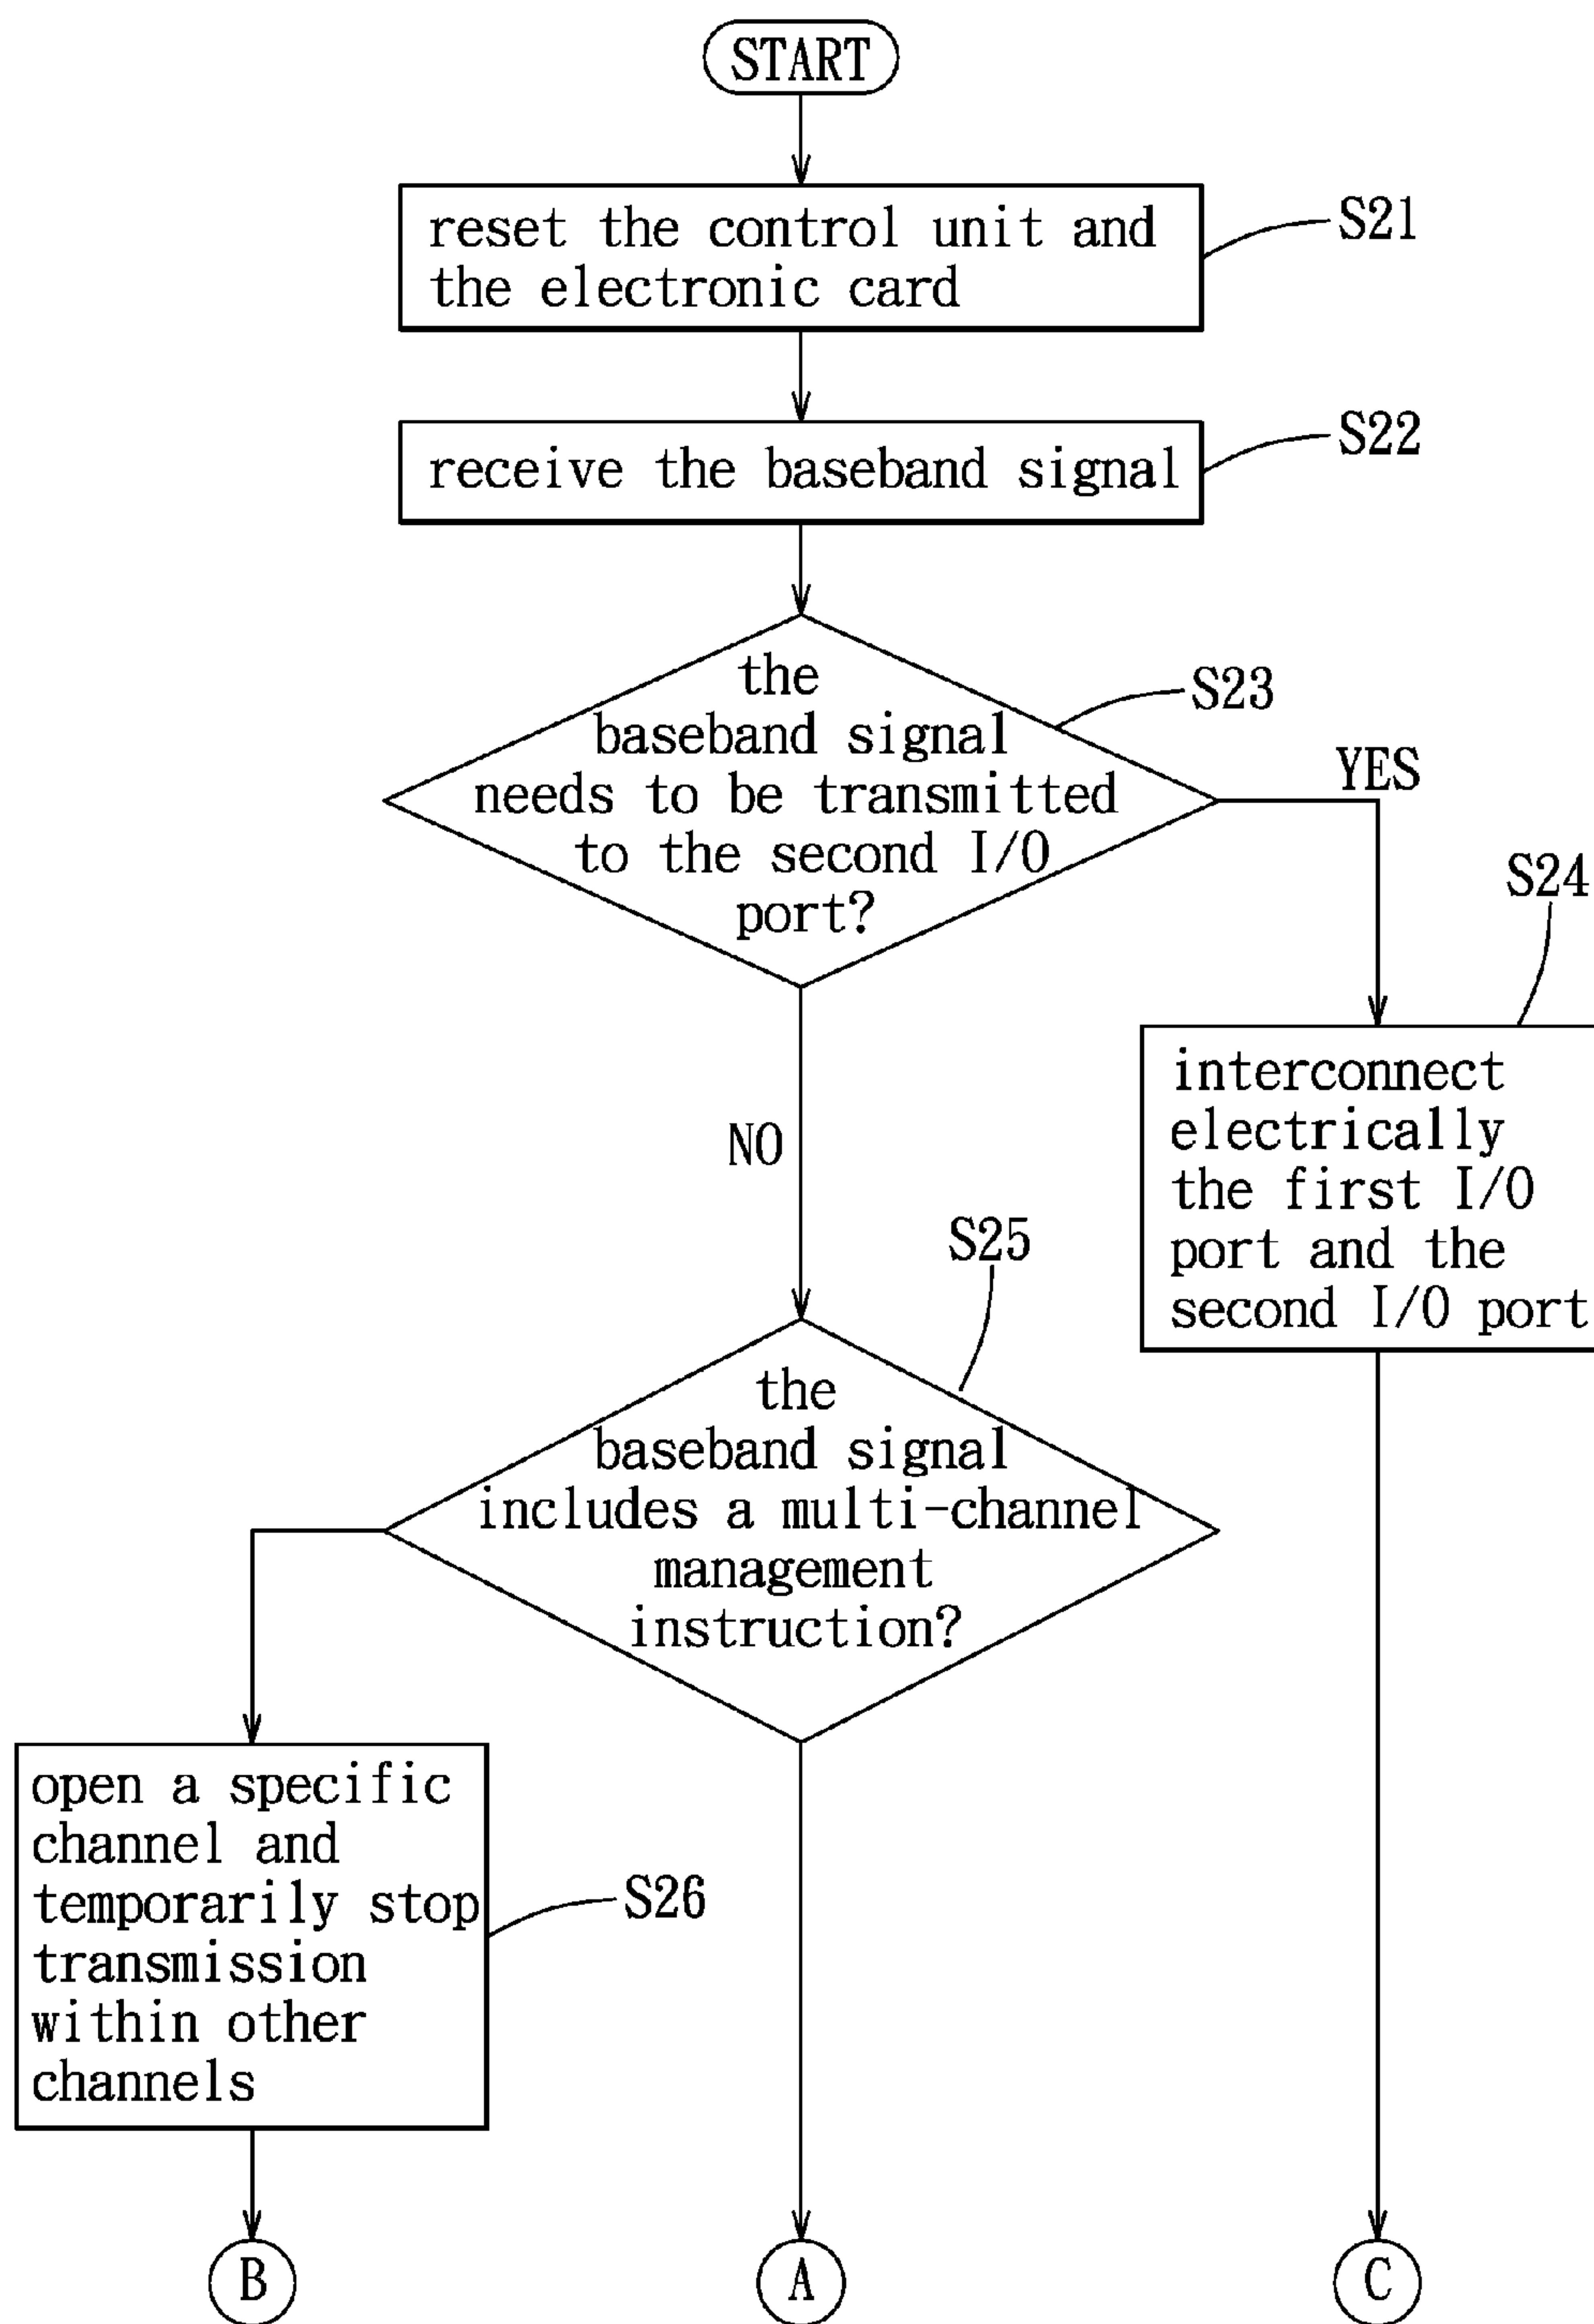 START
reset the control unit and
the electronic card
S21
receive the baseband signal
S22
the
baseband signal
needs to be transmitted
to the second I/O
port?
S23
YES
S24
interconnect
electrically
the first I/O
port and the
second I/O port
NO
S25
the
baseband signal
includes a multi-channel
management
instruction?
open a specific
channel and
temporarily stop
transmission
within other
channels
S26
B
A
C